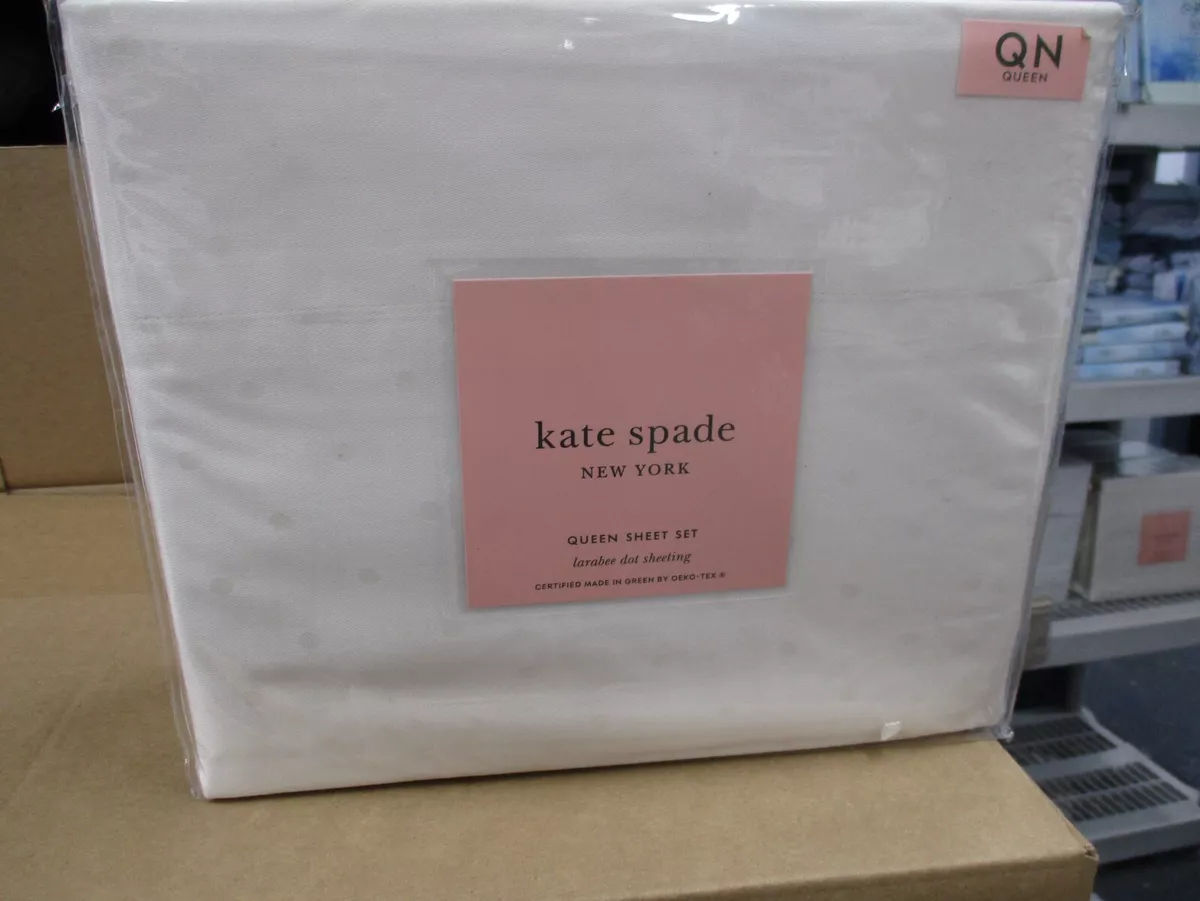 QN
QUEEN
kate spade
NEW YORK
QUEEN SHEET SET
larabee dot sheeting
CERTIFIED MADE IN GREEN BY OEKO-TEX ®